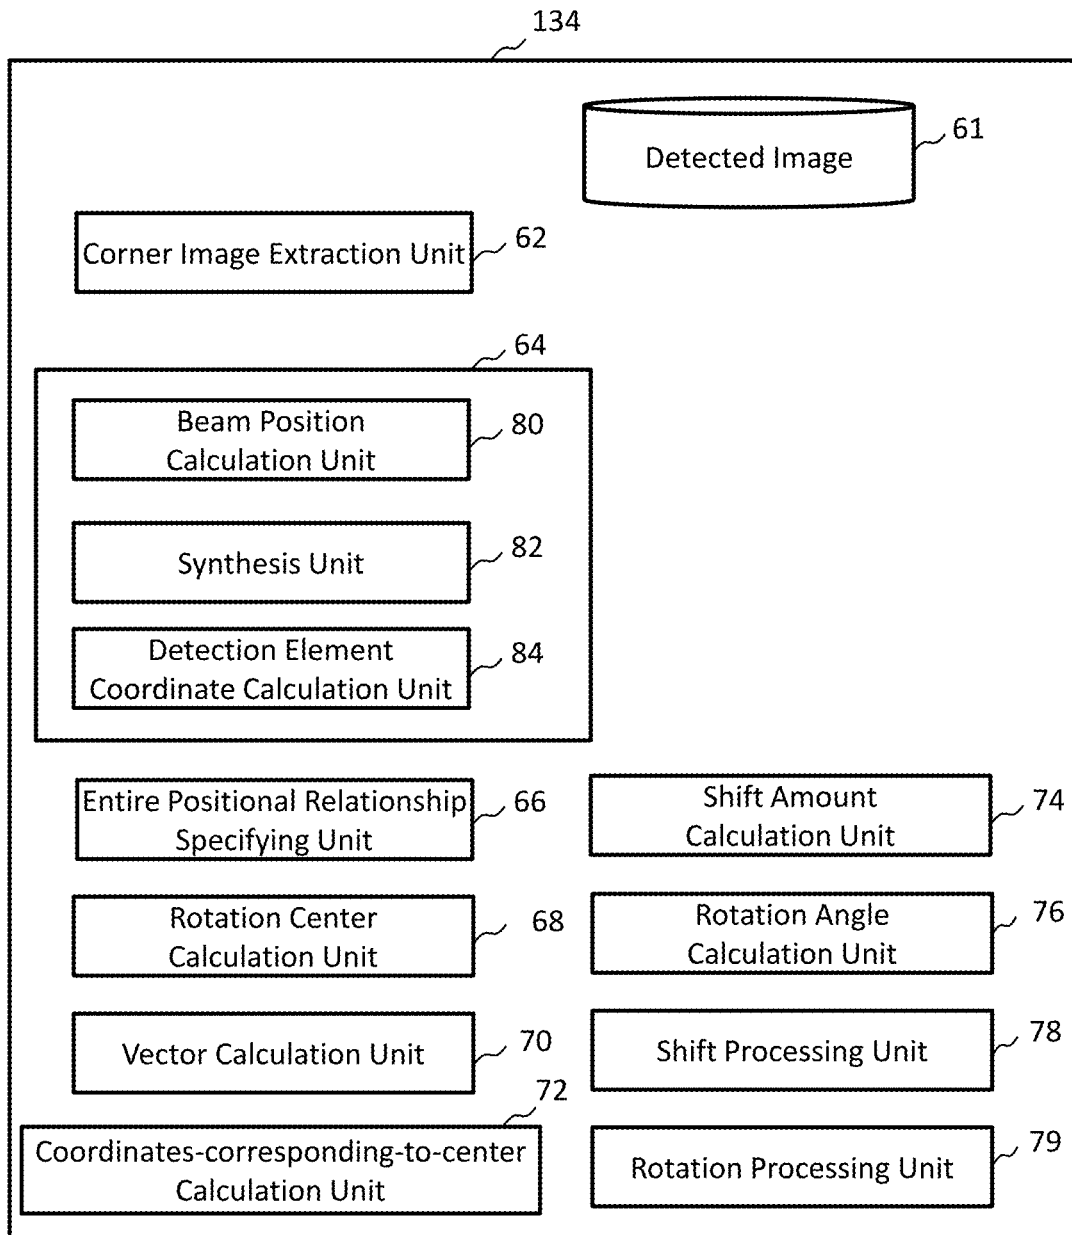 134
Detected Image
61
Corner Image Extraction Unit
62
64
Beam Position
Calculation Unit
80
Synthesis Unit
82
Detection Element
Coordinate Calculation Unit
84
Entire Positional Relationship
Specifying Unit
66
Shift Amount
Calculation Unit
74
Rotation Center
Calculation Unit
68
Rotation Angle
Calculation Unit
76
Vector Calculation Unit
70
Shift Processing Unit
78
72
Coordinates-corresponding-to-center
Calculation Unit
Rotation Processing Unit
79